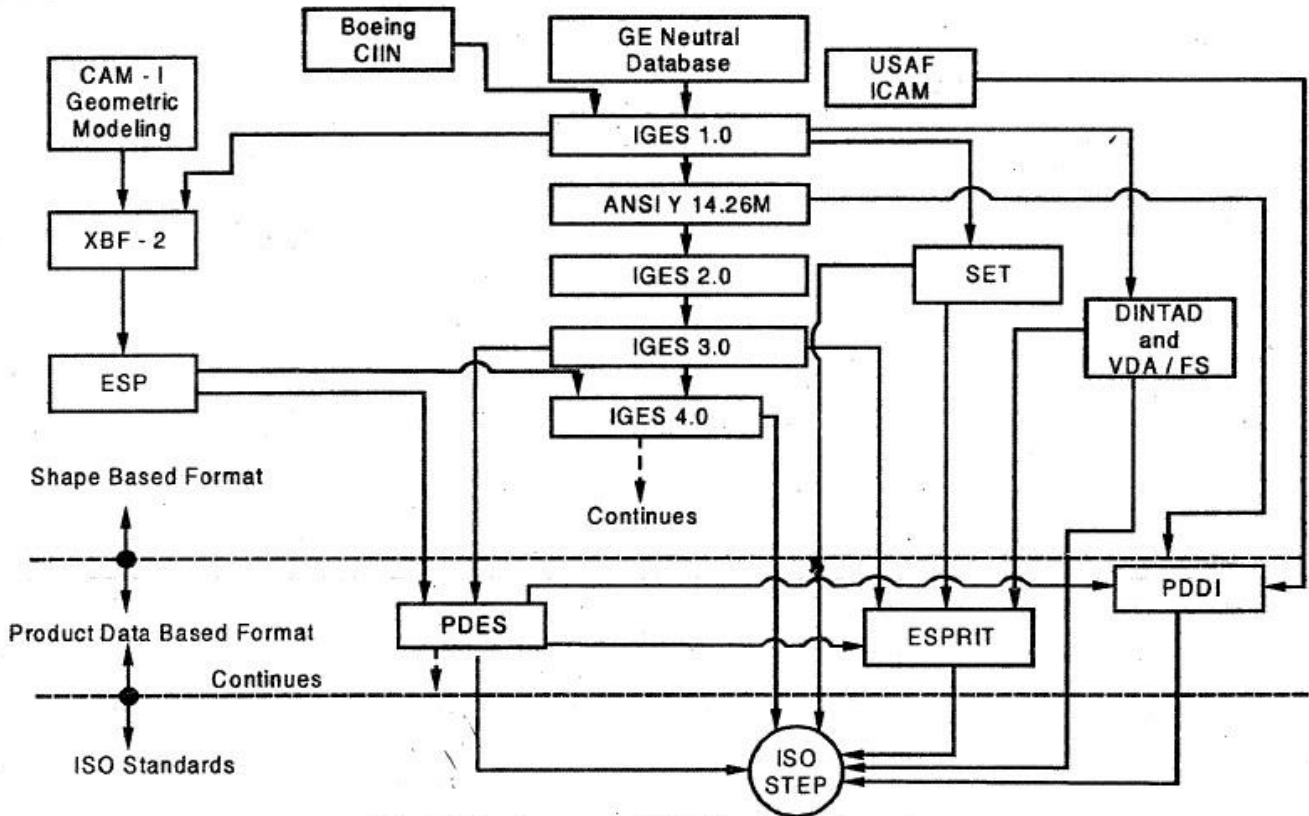 Boeing
CIIN
GE Neutral
Database
CAM - I
Geometric
Modeling
USAF
ICAM
IGES 1.0
ANSI Y 14.26M
XBF - 2
IGES 2.0
SET
DINTAD
and
VDA / FS
IGES 3.0
ESP
IGES 4.0
Shape Based Format
Continues
PDDI
PDES
Product Data Based Format
ESPRIT
Continues
ISO
STEP
ISO Standards